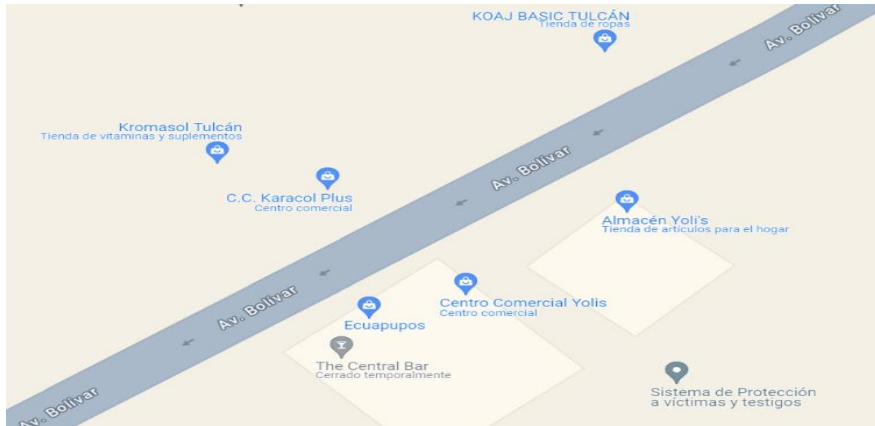 KOAJ BASIC TULCÁN
Tienda de ropas
Av. Bolívar
Kromasol Tulcán
Tienda de vitaminas y suplementos
Av. Bolívar
C.C. Karacol Plus
Centro comercial
Almacén Yoli's
Tienda de artículos para el hogar
Av. Bolívar
Centro Comercial Yolis
Centro comercial
Ecuapupos
The Central Bar
Cerrado temporalmente
Sistema de Protección
a víctimas y testigos
Av. Bolívar